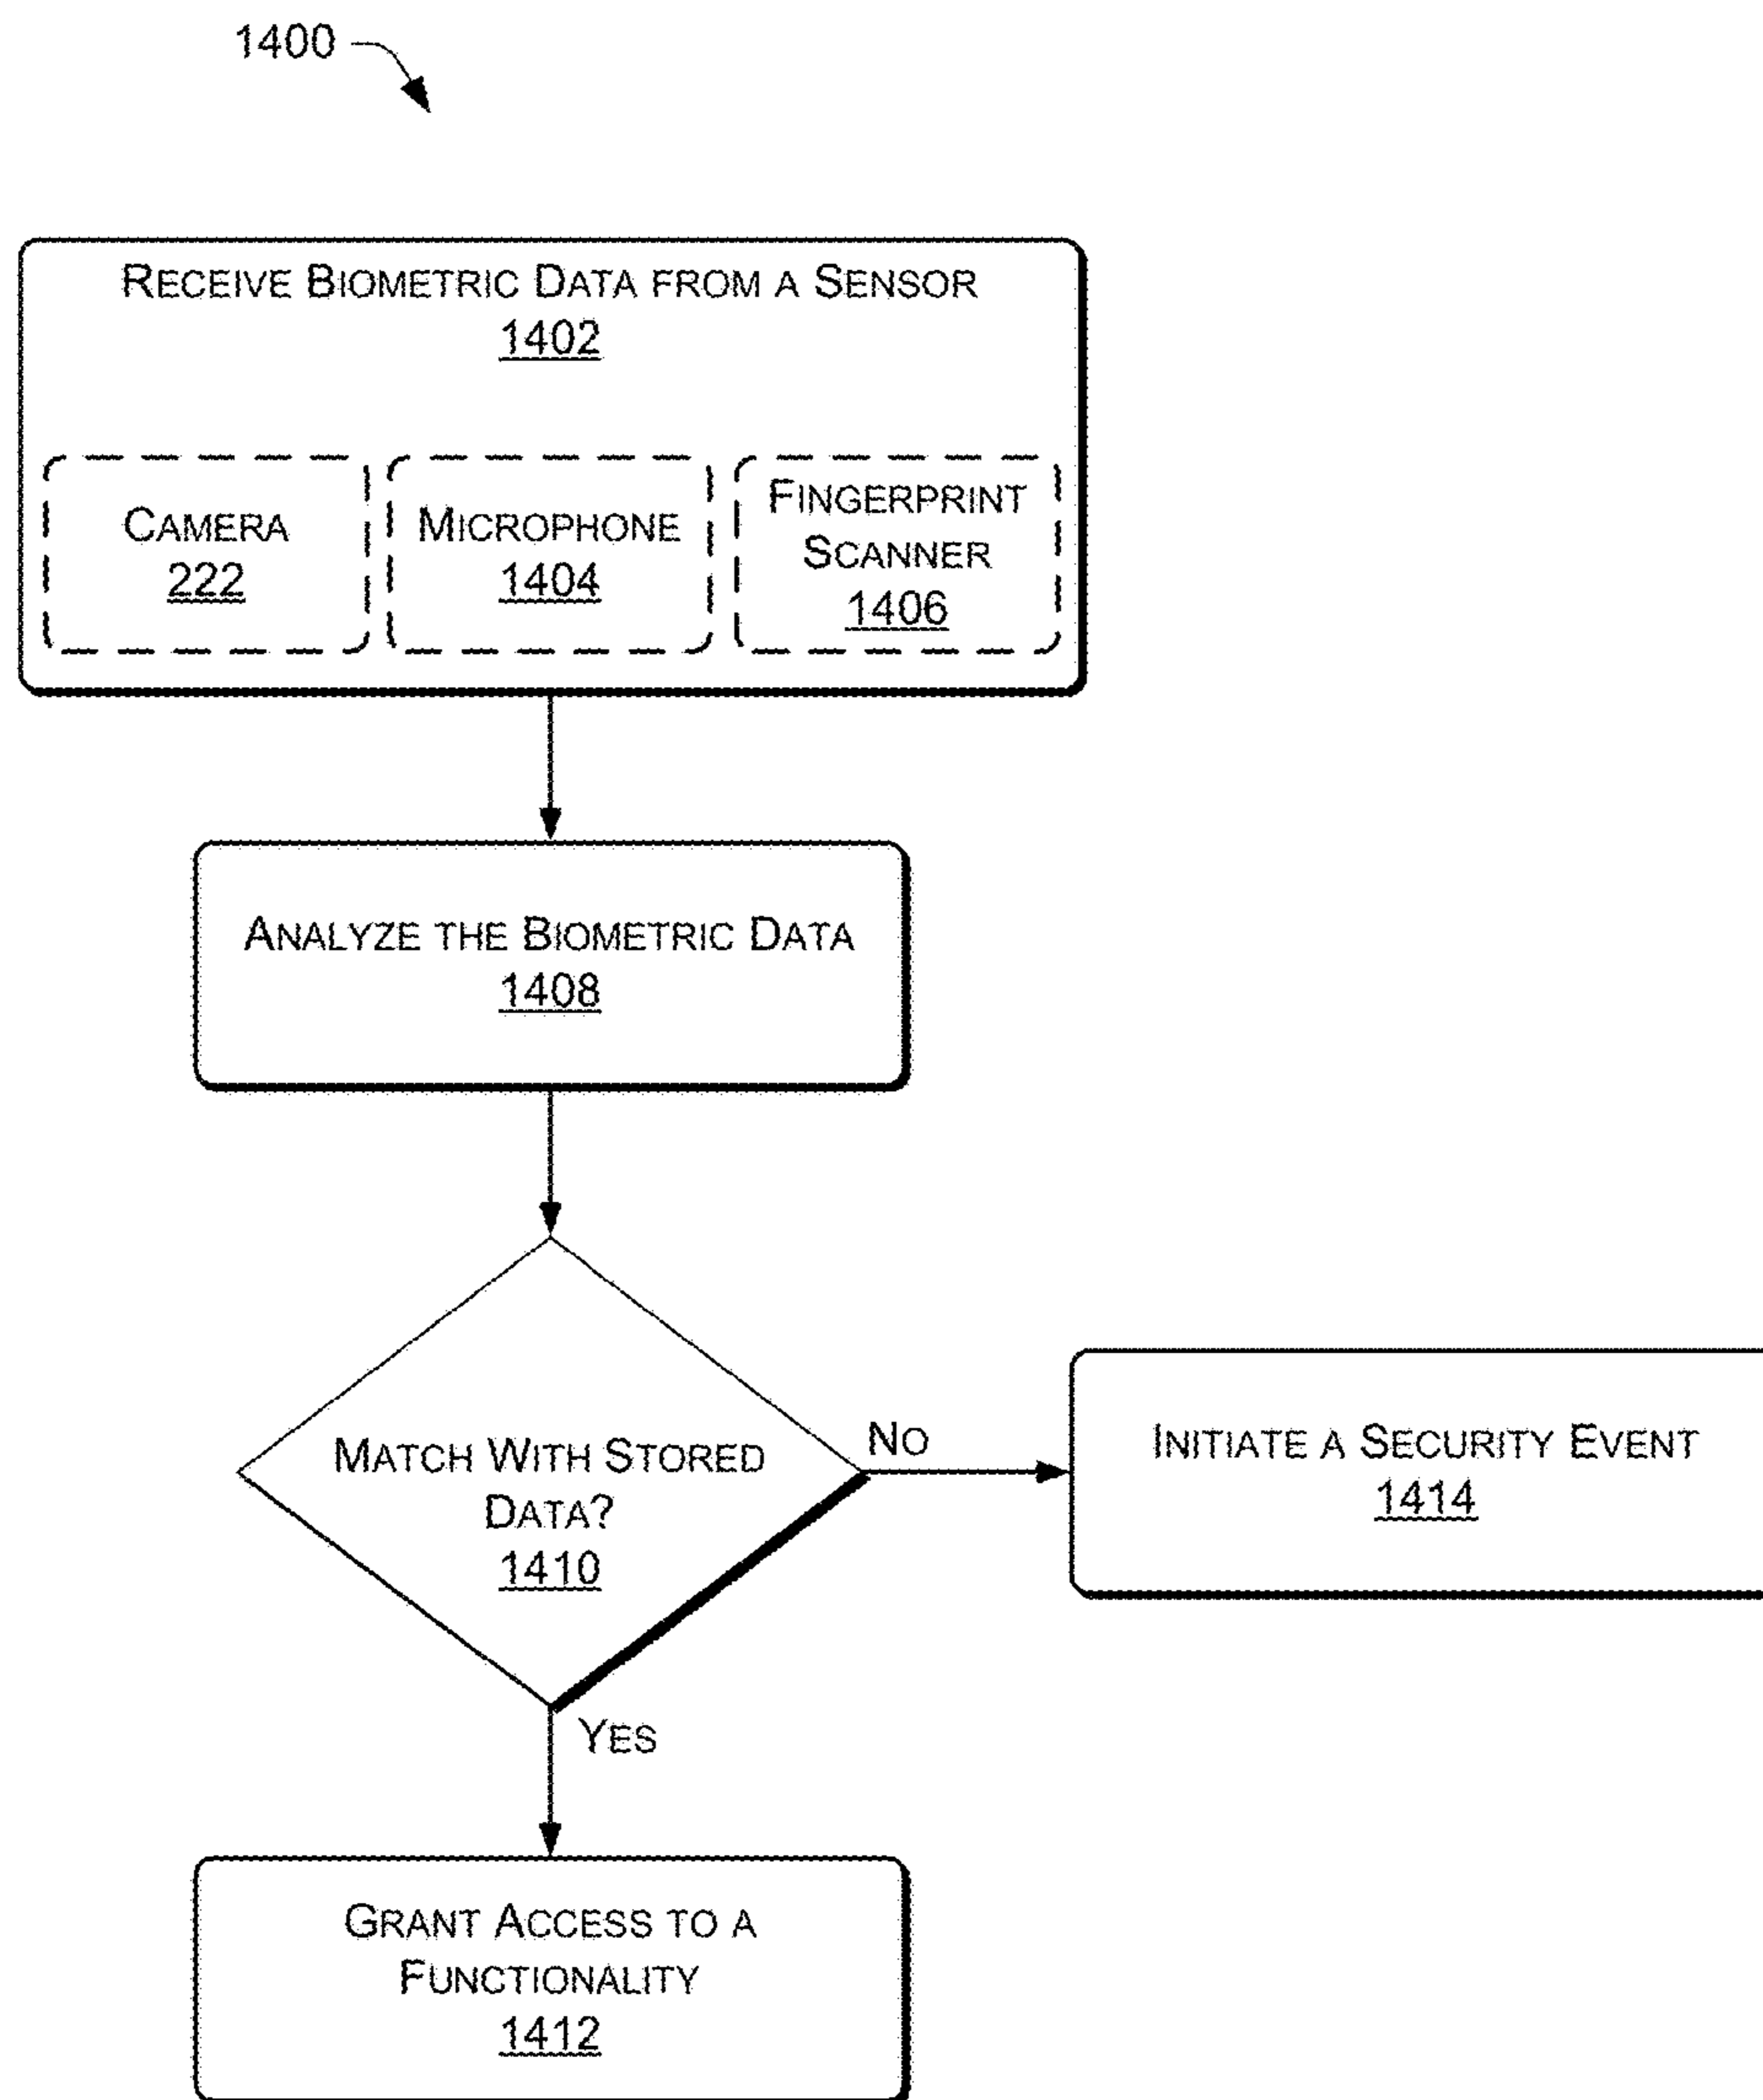 1400
RECEIVE BIOMETRIC DATA FROM A SENSOR
1402
CAMERA
222
MICROPHONE
1404
FINGERPRINT
SCANNER
1406
ANALYZE THE BIOMETRIC DATA
1408
MATCH WITH STORED
DATA?
1410
NO
INITIATE A SECURITY EVENT
1414
YES
GRANT ACCESS TO A
FUNCTIONALITY
1412